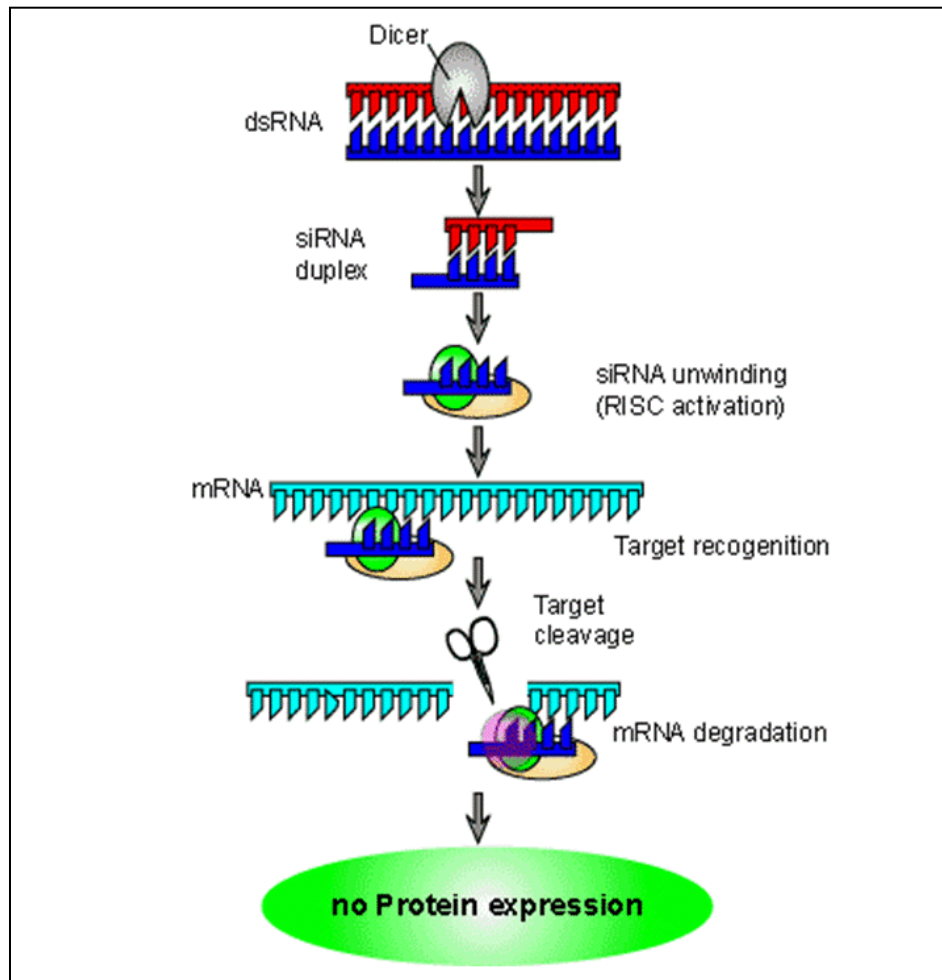 Dicer
dsRNA
siRNA
duplex
siRNA unwinding
(RISC activation)
mRNA
Target recogenition
Target
cleavage
mRNA degradation
no Protein expression